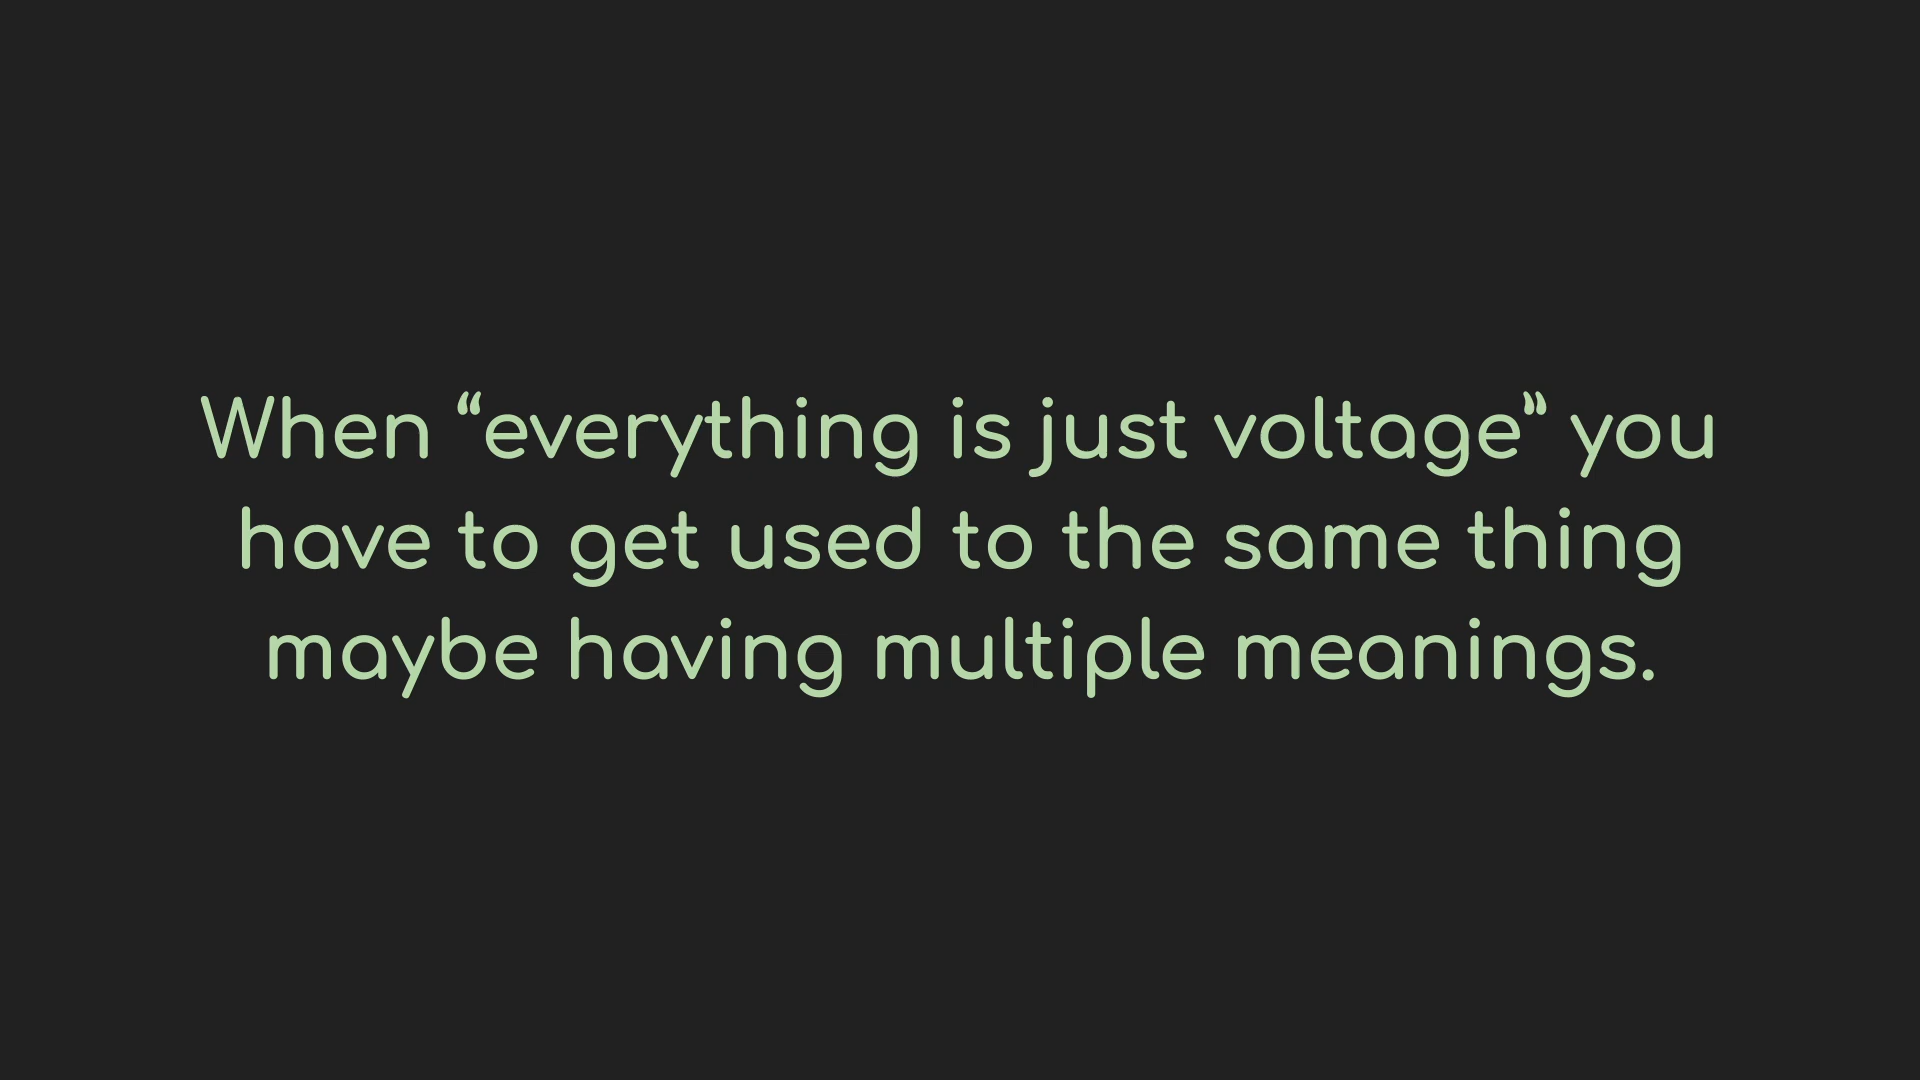 When “everything is just voltage” you
have to get used to the same thing
maybe having multiple meanings.